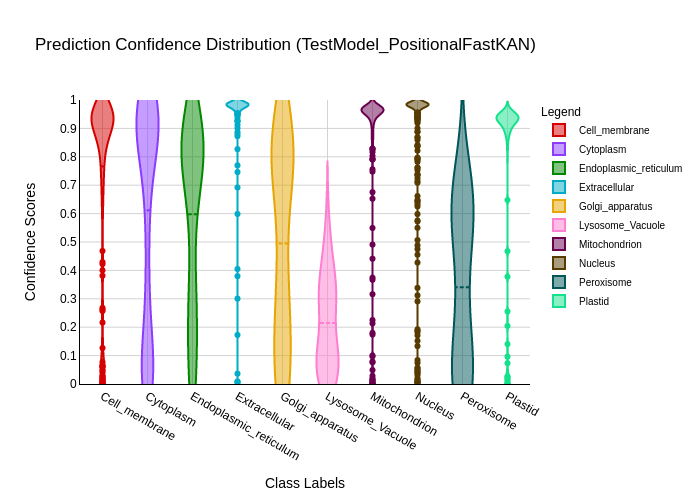 Prediction Confidence Distribution (TestModel_PositionalFastKAN)
Legend
Cell_membrane
Cytoplasm
Endoplasmic_reticulum
Extracellular
Golgi_apparatus
Lysosome_Vacuole
Mitochondrion
Nucleus
Peroxisome
Plastid
Confidence Scores
1
0.9
0.8
0.7
0.6
0.5
0.4
0.3
0.2
0.1
0
Cell_membrane
Cytoplasm
Endoplasmic_reticulum
Extracellular
Golgi_apparatus
Lysosome_Vacuole
Mitochondrion
Nucleus
Peroxisome
Plastid
Class Labels